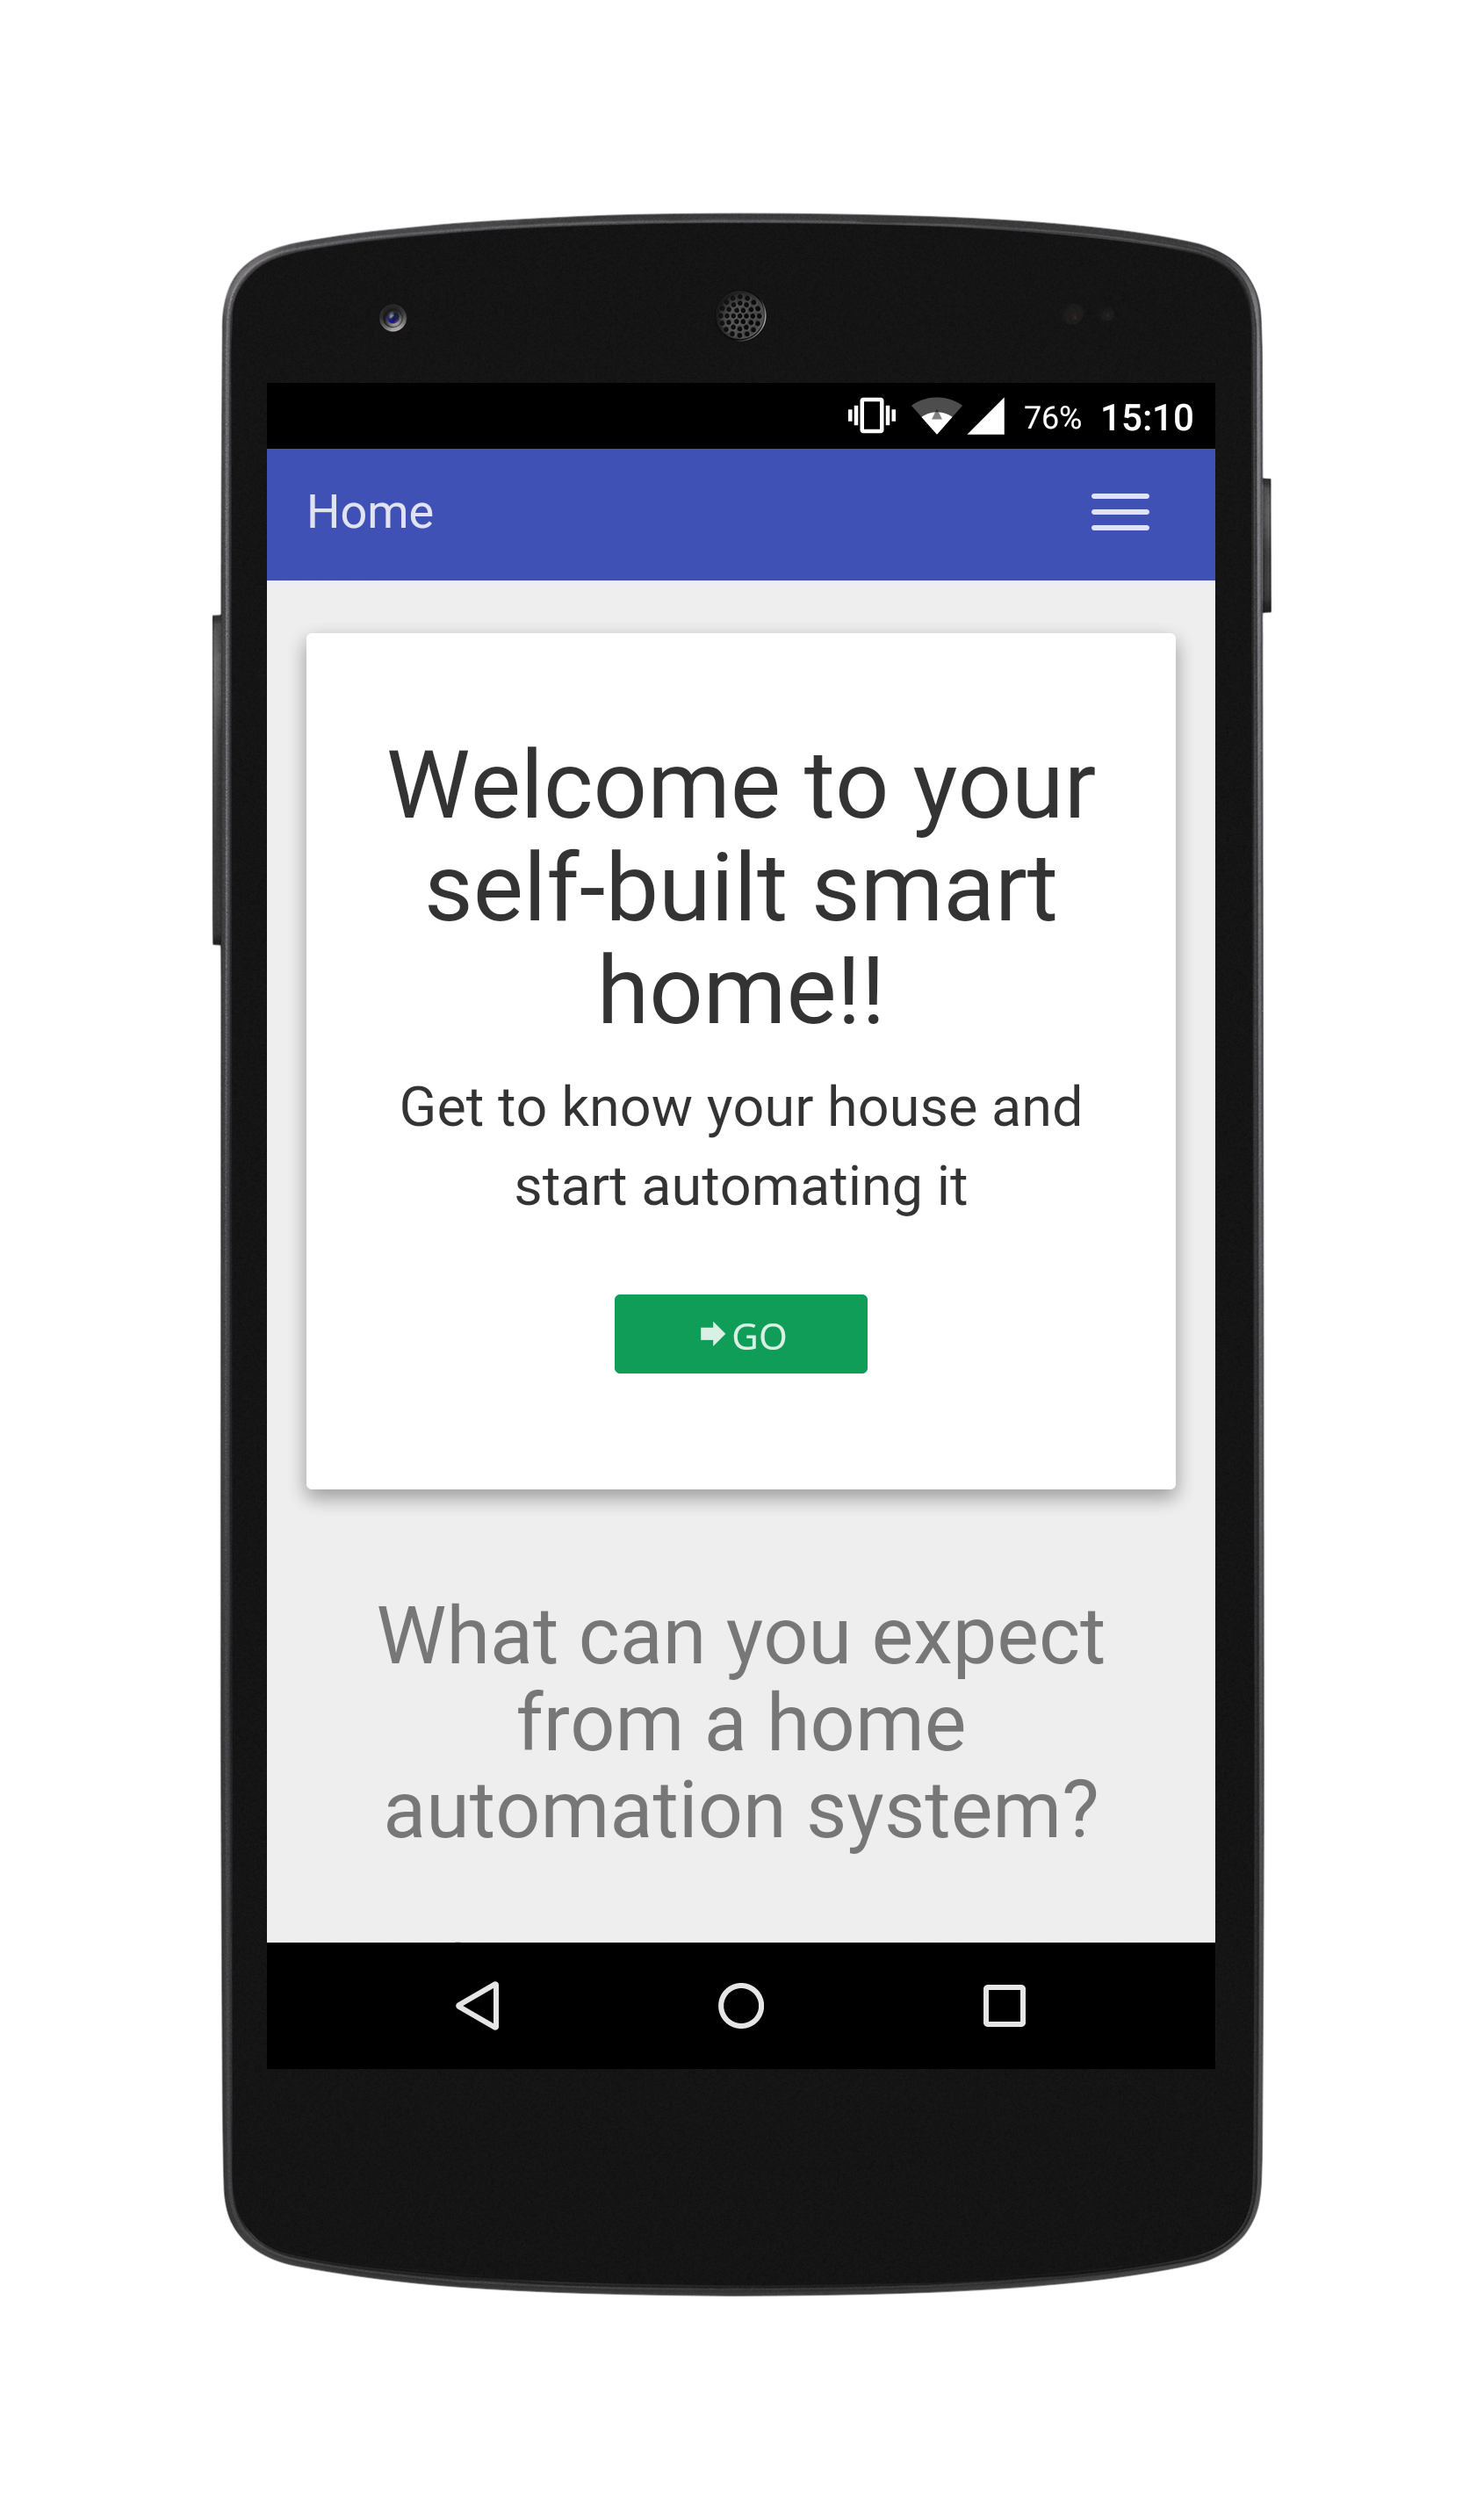 76% 15:10
Home
Welcome to your
self-built smart
home!!
Get to know your house and
start automating it
GO
What can you expect
from a home
automation system?